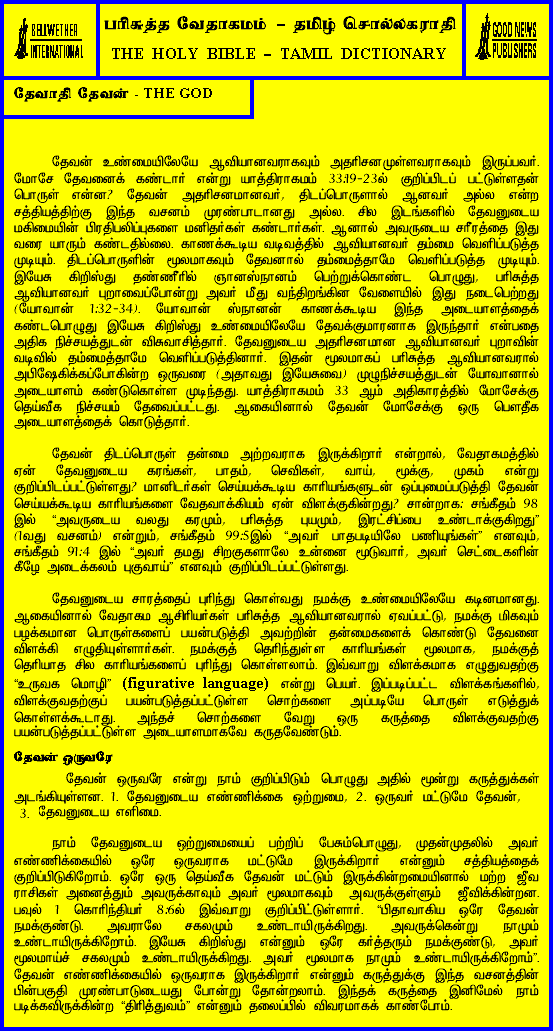 BELLWETHER
INTERNATIONAL
பரிசுத்த வேதாகமம் – தமிழ் சொல்லகராதி
THE HOLY BIBLE – TAMIL DICTIONARY
GOOD NEWS
PUBLISHERS
தேவாதி தேவன் - THE GOD
தேவன் உண்மையிலேயே ஆவியானவராகவும் அதரிசனமுள்ளவராகவும் இருப்பவர்.
மோசே தேவனைக் கண்டார் என்று யாத்திராகமம் 33:19-23ல் குறிப்பிடப் பட்டுள்ளதன்
பொருள் என்ன? தேவன் அதரிசனமானவர், திடப்பொருளால் ஆனவர் அல்ல என்ற
சத்தியத்திற்கு இந்த வசனம் முரண்பாடானது அல்ல. சில இடங்களில் தேவனுடைய
மகிமையின் பிரதிபலிப்புகளை மனிதர்கள் கண்டார்கள். ஆனால் அவருடைய சரீரத்தை இது
வரை யாரும் கண்டதில்லை. காணக்கூடிய வடிவத்தில் ஆவியானவர் தம்மை வெளிப்படுத்த
முடியும். திடப்பொருளின் மூலமாகவும் தேவனால் தம்மைத்தாமே வெளிப்படுத்த முடியும்.
இயேசு கிறிஸ்து தண்ணீரில் ஞானஸ்நானம் பெற்றுக்கொண்ட பொழுது, பரிசுத்த
ஆவியானவர் புறாவைப்போன்று அவர் மீது வந்திறங்கின வேளையில் இது நடைபெற்றது
(யோவான் 1:32-34). யோவான் ஸ்நானன் காணக்கூடிய இந்த அடையாளத்தைக்
கண்டபொழுது இயேசு கிறிஸ்து உண்மையிலேயே தேவக்குமாரனாக இருந்தார் என்பதை
அதிக நிச்சயத்துடன் விசுவாசித்தார். தேவனுடைய அதரிசனமான ஆவியானவர் புறாவின்
வடிவில் தம்மைத்தாமே வெளிப்படுத்தினார். இதன் மூலமாகப் பரிசுத்த ஆவியானவரால்
அபிஷேகிக்கப்போகின்ற ஒருவரை (அதாவது இயேசுவை) முழுநிச்சயத்துடன் யோவானால்
அடையாளம் கண்டுகொள்ள முடிந்தது. யாத்திராகமம் 33 ஆம் அதிகாரத்தில் மோசேக்கு
தெய்வீக நிச்சயம் தேவைப்பட்டது. ஆகையினால் தேவன் மோசேக்கு ஒரு பௌதீக
அடையாளத்தைக் கொடுத்தார்.
தேவன் திடப்பொருள் தன்மை அற்றவராக இருக்கிறார் என்றால், வேதாகமத்தில்
ஏன் தேவனுடைய கரங்கள், பாதம், செவிகள், வாய், மூக்கு, முகம் என்று
குறிப்பிடப்பட்டுள்ளது? மானிடர்கள் செய்யக்கூடிய காரியங்களுடன் ஒப்புமைப்படுத்தி தேவன்
செய்யக்கூடிய காரியங்களை வேதவாக்கியம் ஏன் விளக்குகின்றது? சான்றாக: சங்கீதம் 98
இல் “அவருடைய வலது கரமும், பரிசுத்த புயமும், இரட்சிப்பை உண்டாக்குகிறது”
(1வது வசனம்) என்றும், சங்கீதம் 99:5இல் “அவர் பாதபடியிலே பணியுங்கள்” எனவும்,
சங்கீதம் 91:4 இல் “அவர் தமது சிறகுகளாலே உன்னை மூடுவார், அவர் செட்டைகளின்
கீழே அடைக்கலம் புகுவாய்” எனவும் குறிப்பிடப்பட்டுள்ளது.
தேவனுடைய சாரத்தைப் புரிந்து கொள்வது நமக்கு உண்மையிலேயே கடினமானது.
ஆகையினால் வேதாகம ஆசிரியர்கள் பரிசுத்த ஆவியானவரால் ஏவப்பட்டு, நமக்கு மிகவும்
பழக்கமான பொருள்களைப் பயன்படுத்தி அவற்றின் தன்மைகளைக் கொண்டு தேவனை
விளக்கி எழுதியுள்ளார்கள். நமக்குத் தெரிந்துள்ள காரியங்கள் மூலமாக, நமக்குத்
தெரியாத சில காரியங்களைப் புரிந்து கொள்ளலாம். இவ்வாறு விளக்கமாக எழுதுவதற்கு
“உருவக மொழி” (figurative language) என்று பெயர். இப்படிப்பட்ட விளக்கங்களில்,
விளக்குவதற்குப் பயன்படுத்தப்பட்டுள்ள சொற்களை அப்படியே பொருள் எடுத்துக்
கொள்ளக்கூடாது. அந்தச் சொற்களை வேறு ஒரு கருத்தை விளக்குவதற்கு
பயன்படுத்தப்பட்டுள்ள அடையாளமாகவே கருதவேண்டும்.
தேவன் ஒருவரே
தேவன் ஒருவரே என்று நாம் குறிப்பிடும் பொழுது அதில் மூன்று கருத்துக்கள்
அடங்கியுள்ளன. 1. தேவனுடைய எண்ணிக்கை ஒற்றுமை, 2. ஒருவர் மட்டுமே தேவன்,
3. தேவனுடைய எளிமை.
நாம் தேவனுடைய ஒற்றுமையைப் பற்றிப் பேசும்பொழுது, முதன்முதலில் அவர்
எண்ணிக்கையில் ஒரே ஒருவராக மட்டுமே இருக்கிறார் என்னும் சத்தியத்தைக்
குறிப்பிடுகிறோம். ஒரே ஒரு தெய்வீக தேவன் மட்டும் இருக்கின்றமையினால் மற்ற ஜீவ
ராசிகள் அனைத்தும் அவருக்காவும் அவர் மூலமாகவும் அவருக்குள்ளும் ஜீவிக்கின்றன.
பவுல் 1 கொரிந்தியர் 8:6ல் இவ்வாறு குறிப்பிட்டுள்ளார். “பிதாவாகிய ஒரே தேவன்
நமக்குண்டு. அவராலே சகலமும் உண்டாயிருக்கிறது. அவருக்கென்று நாமும்
உண்டாயிருக்கிறோம். இயேசு கிறிஸ்து என்னும் ஒரே கர்த்தரும் நமக்குண்டு, அவர்
மூலமாய்ச் சகலமும் உண்டாயிருக்கிறது. அவர் மூலமாக நாமும் உண்டாயிருக்கிறோம்”.
தேவன் எண்ணிக்கையில் ஒருவராக இருக்கிறார் என்னும் கருத்துக்கு இந்த வசனத்தின்
பின்பகுதி முரண்பாடுடையது போன்று தோன்றலாம். இந்தக் கருத்தை இனிமேல் நாம்
படிக்கவிருக்கின்ற “திரித்துவம்” என்னும் தலைப்பில் விவரமாகக் காண்போம்.